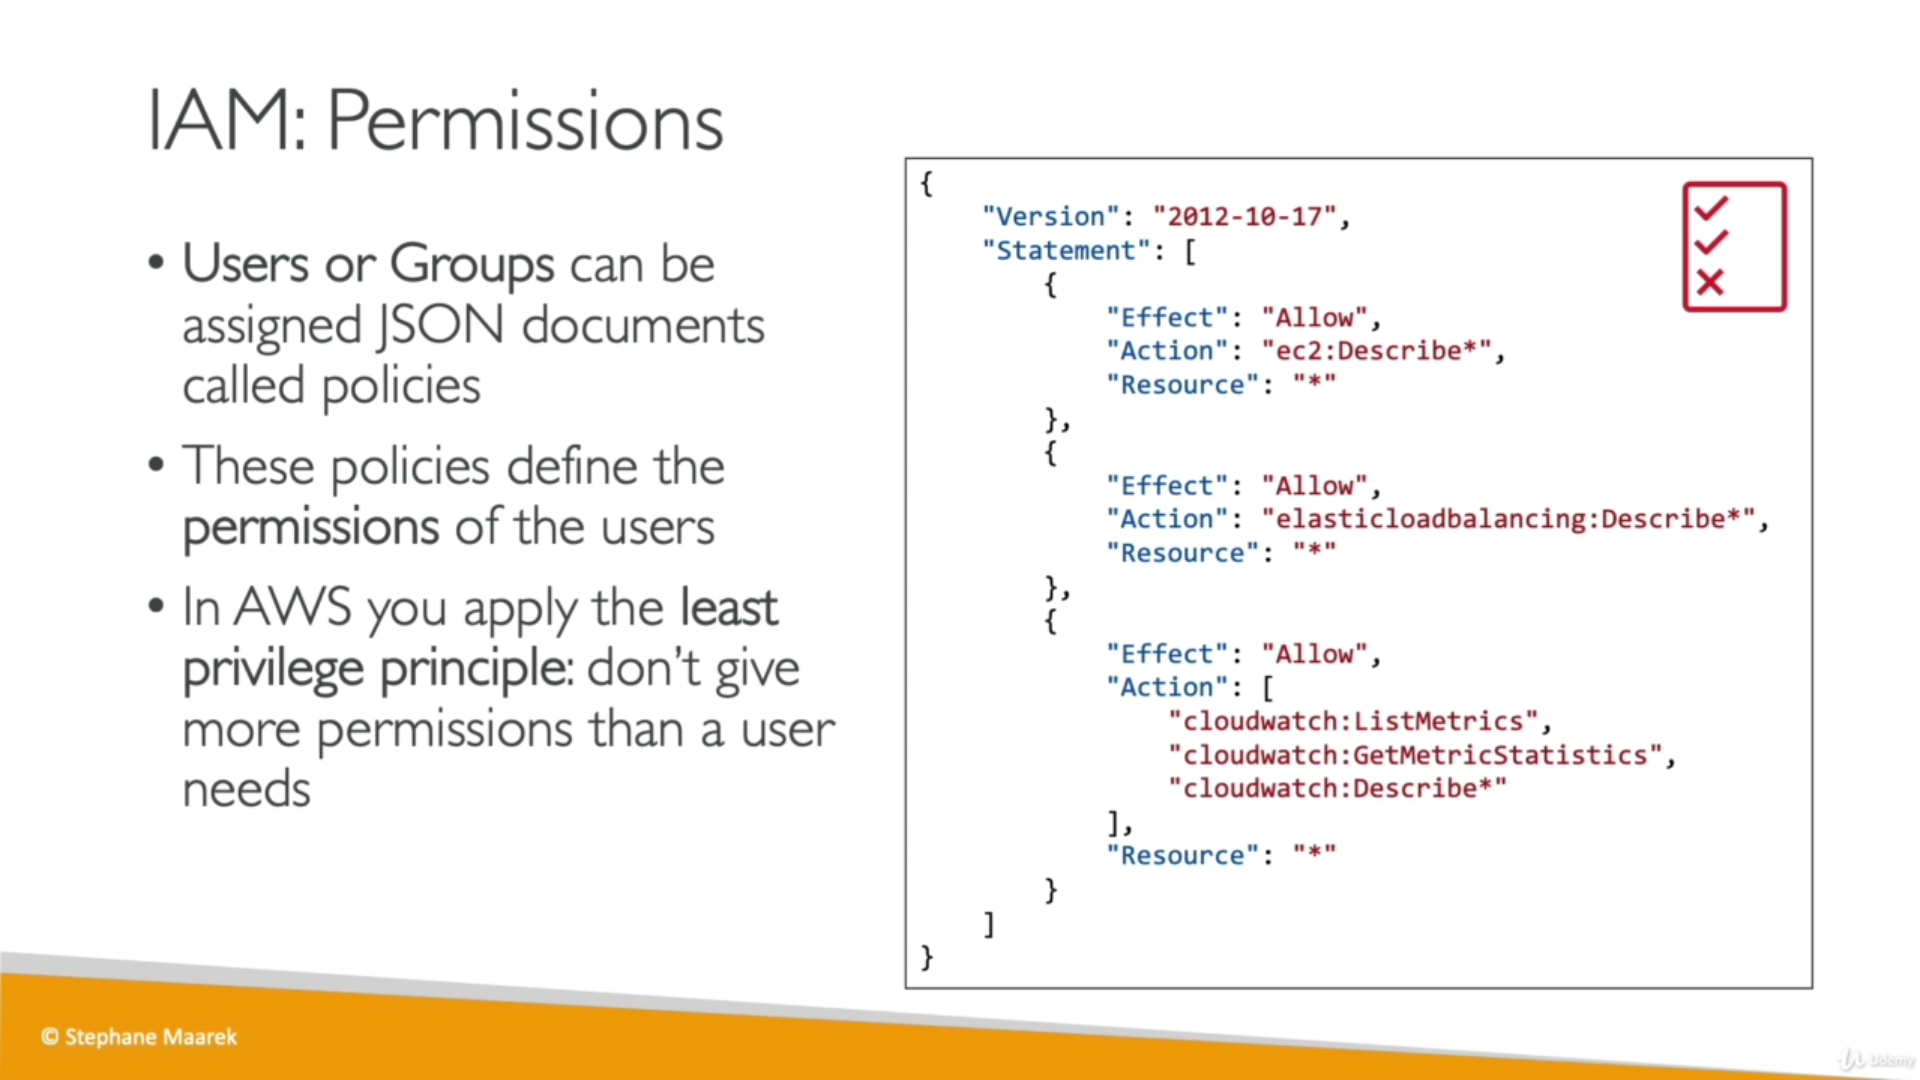 IAM: Permissions
• Users or Groups can be
assigned JSON documents
called policies
• These policies define the
permissions of the users
• In AWS you apply the least
privilege principle: don't give
more permissions than a user
needs
{
    "Version": "2012-10-17",
    "Statement": [
        {
            "Effect": "Allow",
            "Action": "ec2:Describe*",
            "Resource": "*"
        },
        {
            "Effect": "Allow",
            "Action": "elasticloadbalancing:Describe*",
            "Resource": "*"
        },
        {
            "Effect": "Allow",
            "Action": [
                "cloudwatch:ListMetrics",
                "cloudwatch:GetMetricStatistics",
                "cloudwatch:Describe*"
            ],
            "Resource": "*"
        }
    ]
}
© Stephane Maarek
Udemy